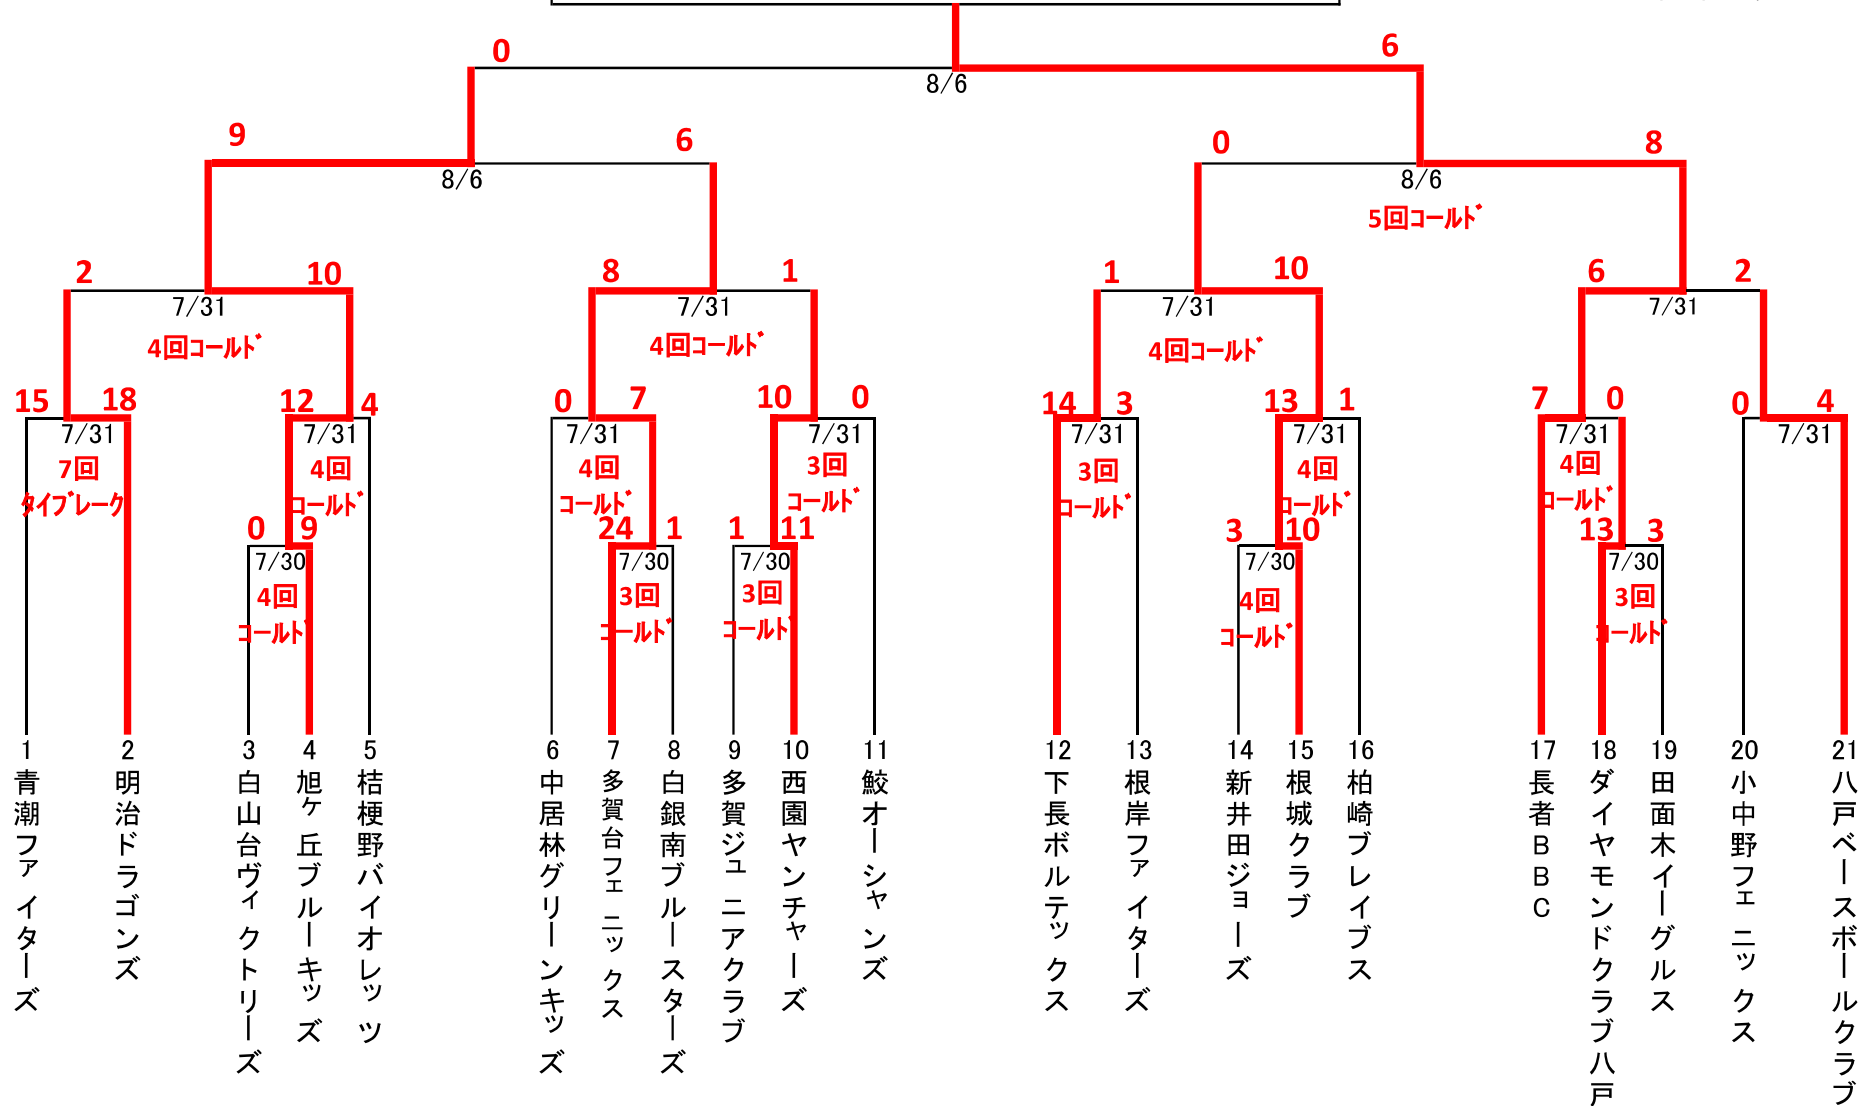 0 6
8/6
9 6 0 8
8/6 8/6
5回ｺｰﾙﾄﾞ
2 10 8 1 1 10 6 2
7/31 7/31 7/31 7/31
4回ｺｰﾙﾄﾞ 4回ｺｰﾙﾄﾞ 4回ｺｰﾙﾄﾞ
15 18 12 4 0 7 10 0 14 3 13 1 7 0 0 4
7/31 7/31 7/31 7/31 7/31 7/31 7/31 7/31
7回 4回 4回 3回 3回 4回 4回
ﾀｲﾌﾞﾚｰｸ ｺｰﾙﾄﾞ ｺｰﾙﾄﾞ ｺｰﾙﾄﾞ ｺｰﾙﾄﾞ ｺｰﾙﾄﾞ ｺｰﾙﾄﾞ
0 9 24 1 1 11 3 10 13 3
7/30 7/30 7/30 7/30 7/30
4回 3回 3回 4回 3回
ｺｰﾙﾄﾞ ｺｰﾙﾄﾞ ｺｰﾙﾄﾞ ｺｰﾙﾄﾞ ｺｰﾙﾄﾞ
1 青潮ファイターズ
2 明治ドラゴンズ
3 白山台ヴィクトリーズ
4 旭ヶ丘ブルーキッズ
5 桔梗野バイオレッツ
6 中居林グリーンキッズ
7 多賀台フェニックス
8 白銀南ブルースターズ
9 多賀ジュニアクラブ
10 西園ヤンチャーズ
11 鮫オーシャンズ
12 下長ボルテックス
13 根岸ファイターズ
14 新井田ジョーズ
15 根城クラブ
16 柏崎ブレイブス
17 長者ＢＢＣ
18 ダイヤモンドクラブ八戸
19 田面木イーグルス
20 小中野フェニックス
21 八戸ベースボールクラブ